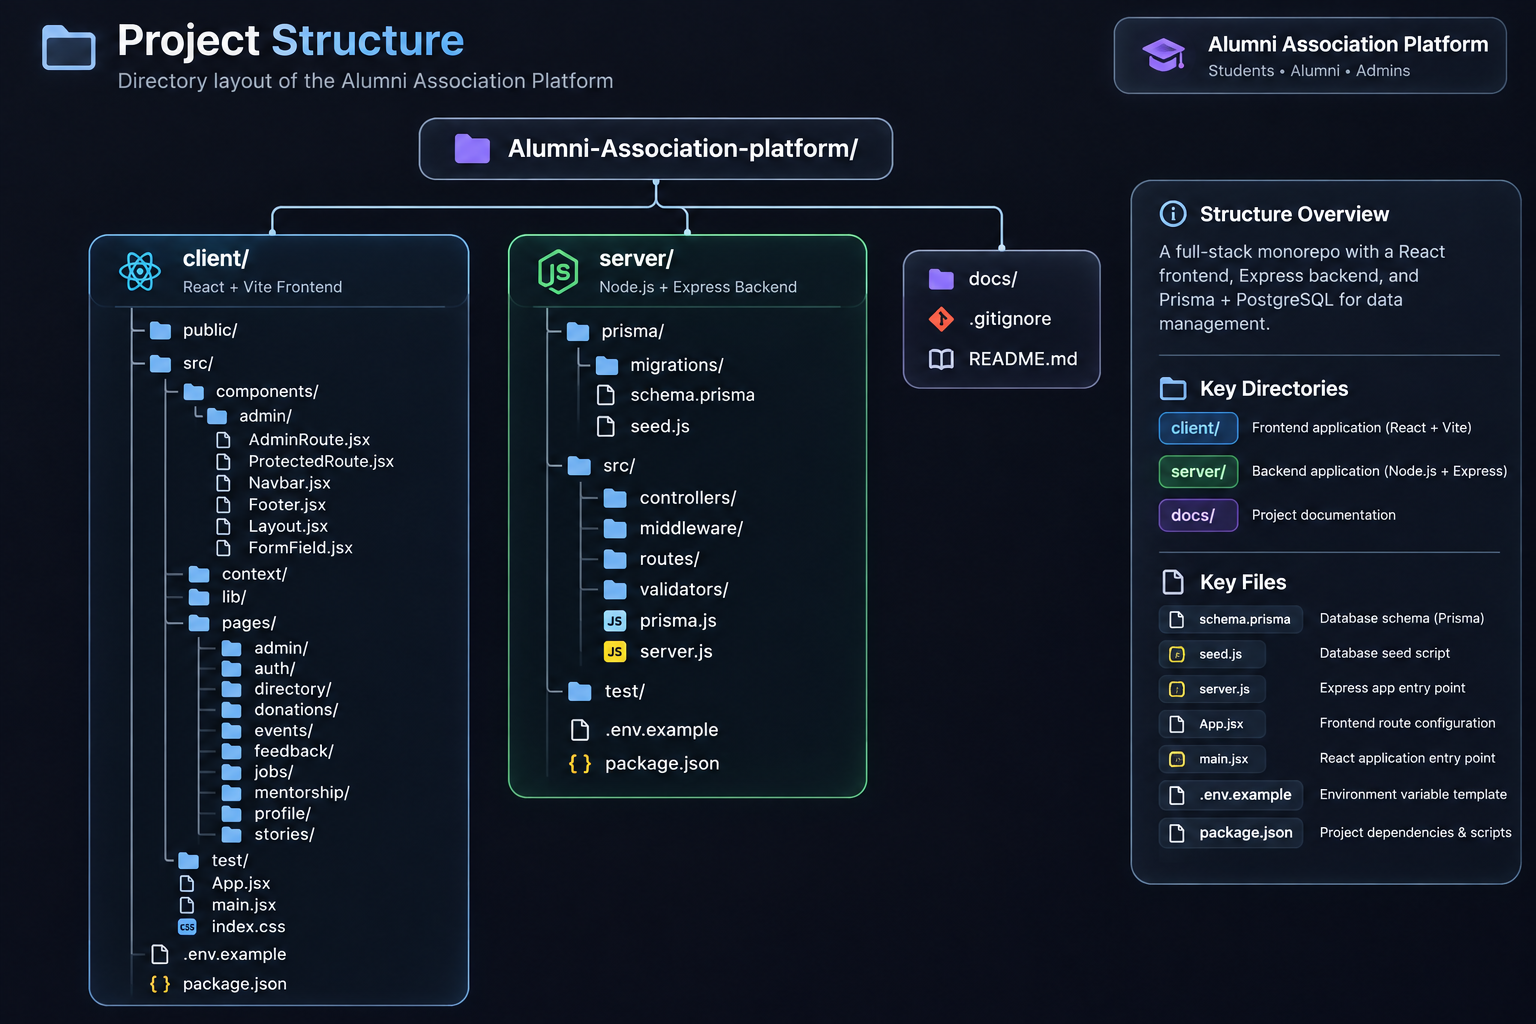 Project Structure
Directory layout of the Alumni Association Platform
Alumni Association Platform
Students • Alumni • Admins
Alumni-Association-platform/
client/
React + Vite Frontend
public/
src/
components/
admin/
AdminRoute.jsx
ProtectedRoute.jsx
Navbar.jsx
Footer.jsx
Layout.jsx
FormField.jsx
context/
lib/
pages/
admin/
auth/
directory/
donations/
events/
feedback/
jobs/
mentorship/
profile/
stories/
test/
App.jsx
main.jsx
CSS index.css
.env.example
{} package.json
JS
server/
Node.js + Express Backend
prisma/
migrations/
schema.prisma
seed.js
src/
controllers/
middleware/
routes/
validators/
JS prisma.js
JS server.js
test/
.env.example
{} package.json
docs/
.gitignore
README.md
Structure Overview
A full-stack monorepo with a React
frontend, Express backend, and
Prisma + PostgreSQL for data
management.
Key Directories
client/ Frontend application (React + Vite)
server/ Backend application (Node.js + Express)
docs/ Project documentation
Key Files
schema.prisma Database schema (Prisma)
seed.js Database seed script
server.js Express app entry point
App.jsx Frontend route configuration
main.jsx React application entry point
.env.example Environment variable template
package.json Project dependencies & scripts